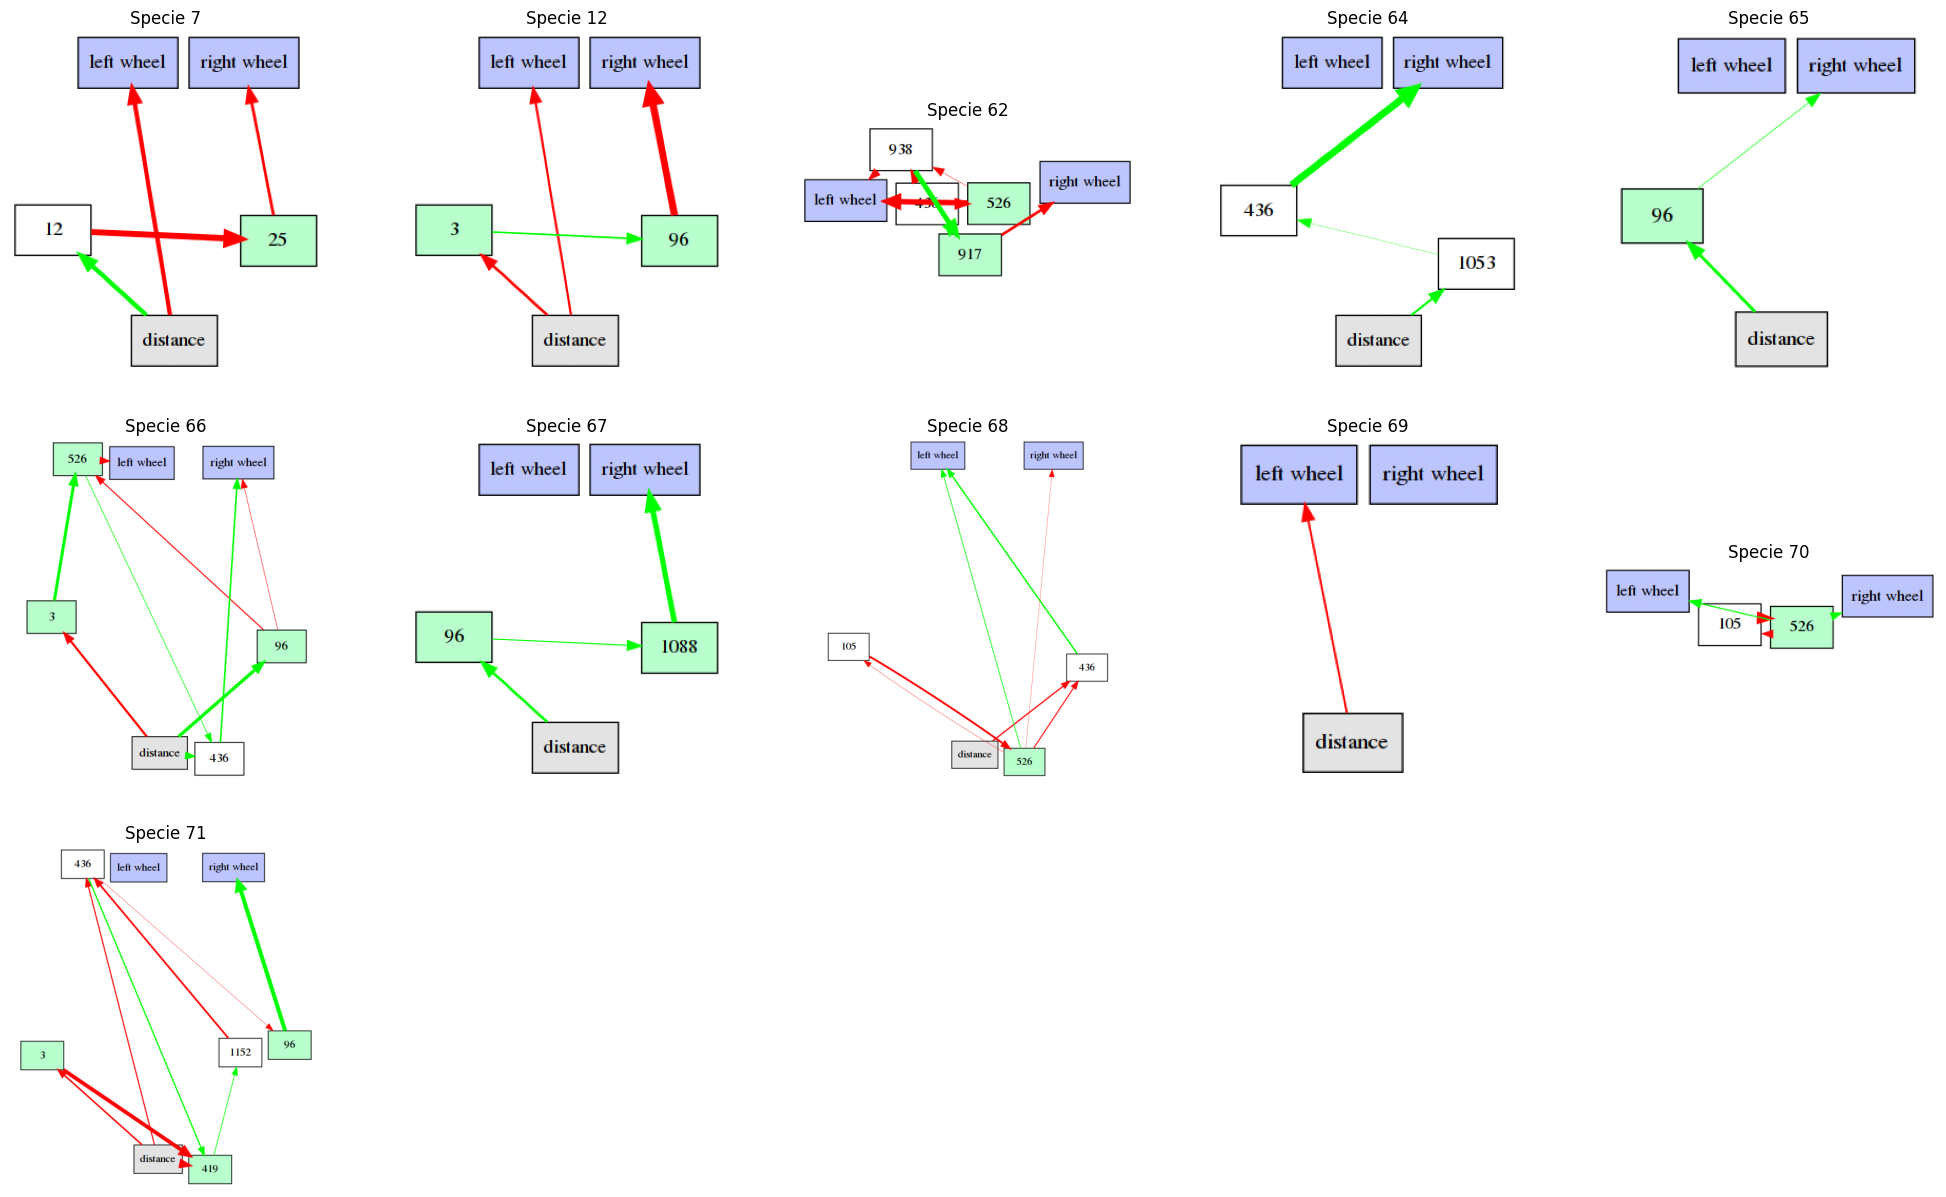 Specie 7
left wheel
right wheel
12
25
distance
Specie 12
left wheel
right wheel
3
96
distance
Specie 62
938
left wheel
526
right wheel
917
Specie 64
left wheel
right wheel
436
1053
distance
Specie 65
left wheel
right wheel
96
distance
Specie 66
526
left wheel
right wheel
3
96
distance
436
Specie 67
left wheel
right wheel
96
1088
distance
Specie 68
left wheel
right wheel
105
436
distance
526
Specie 69
left wheel
right wheel
distance
Specie 70
left wheel
105
526
right wheel
Specie 71
436
left wheel
right wheel
3
1152
96
distance
419